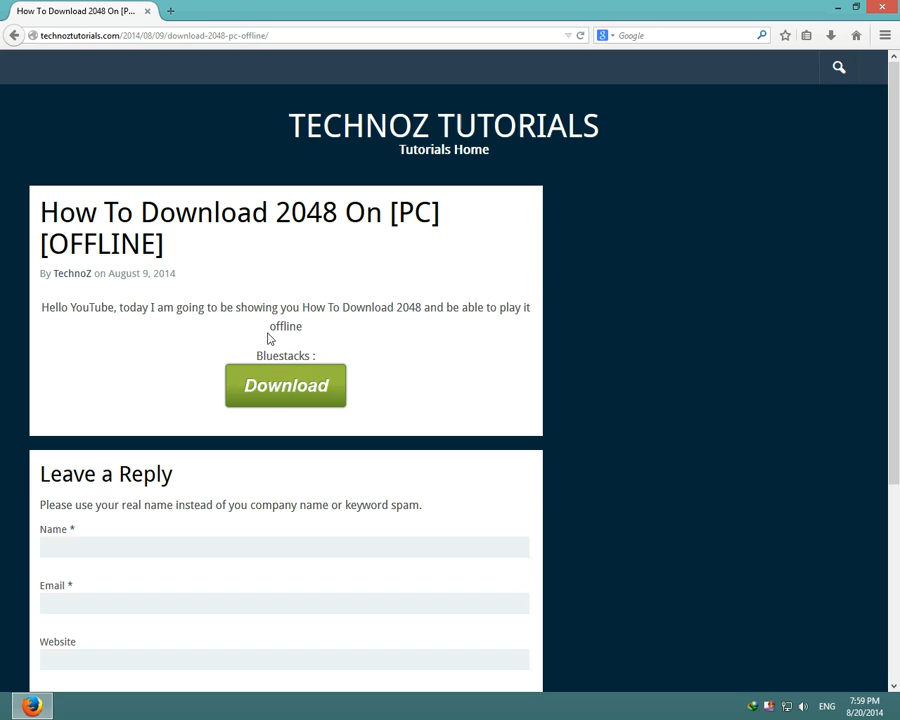 How To Download 2048 On [P...
technoztutorials.com/2014/08/09/download-2048-pc-offline/
Google
TECHNOZ TUTORIALS
Tutorials Home
How To Download 2048 On [PC]
[OFFLINE]
By TechnoZ on August 9, 2014
Hello YouTube, today I am going to be showing you How To Download 2048 and be able to play it
offline
Bluestacks :
Download
Leave a Reply
Please use your real name instead of you company name or keyword spam.
Name *
Email *
Website
ENG
7:59 PM
8/20/2014